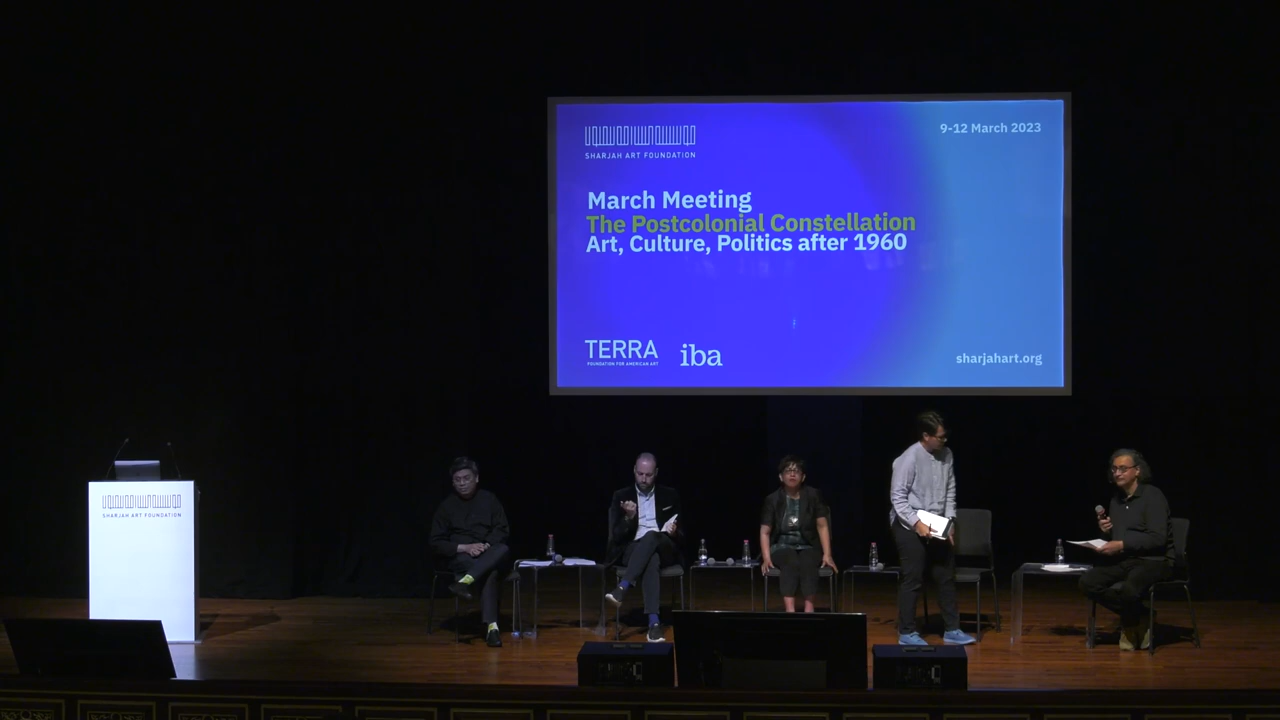 SHARJAH ART FOUNDATION
9-12 March 2023
March Meeting
The Postcolonial Constellation
Art, Culture, Politics after 1960
TERRA
FOUNDATION FOR AMERICAN ART
iba
sharjahart.org
SHARJAH ART FOUNDATION